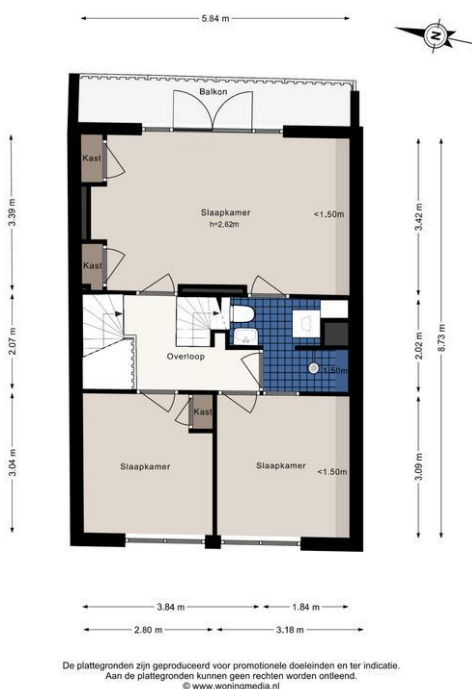 5.84 m
N
Balkon
Kast
3.39 m
3.42 m
Slaapkamer
h=2.62m
<1.50m
Kast
2.07 m
2.02 m
8.73 m
Overloop
1.50m
Kast
3.04 m
3.09 m
Slaapkamer
Slaapkamer
<1.50m
3.84 m
1.84 m
2.80 m
3.18 m
De plattegronden zijn geproduceerd voor promotionele doeleinden en ter indicatie.
Aan de plattegronden kunnen geen rechten worden ontleend.
© www.woningmedia.nl